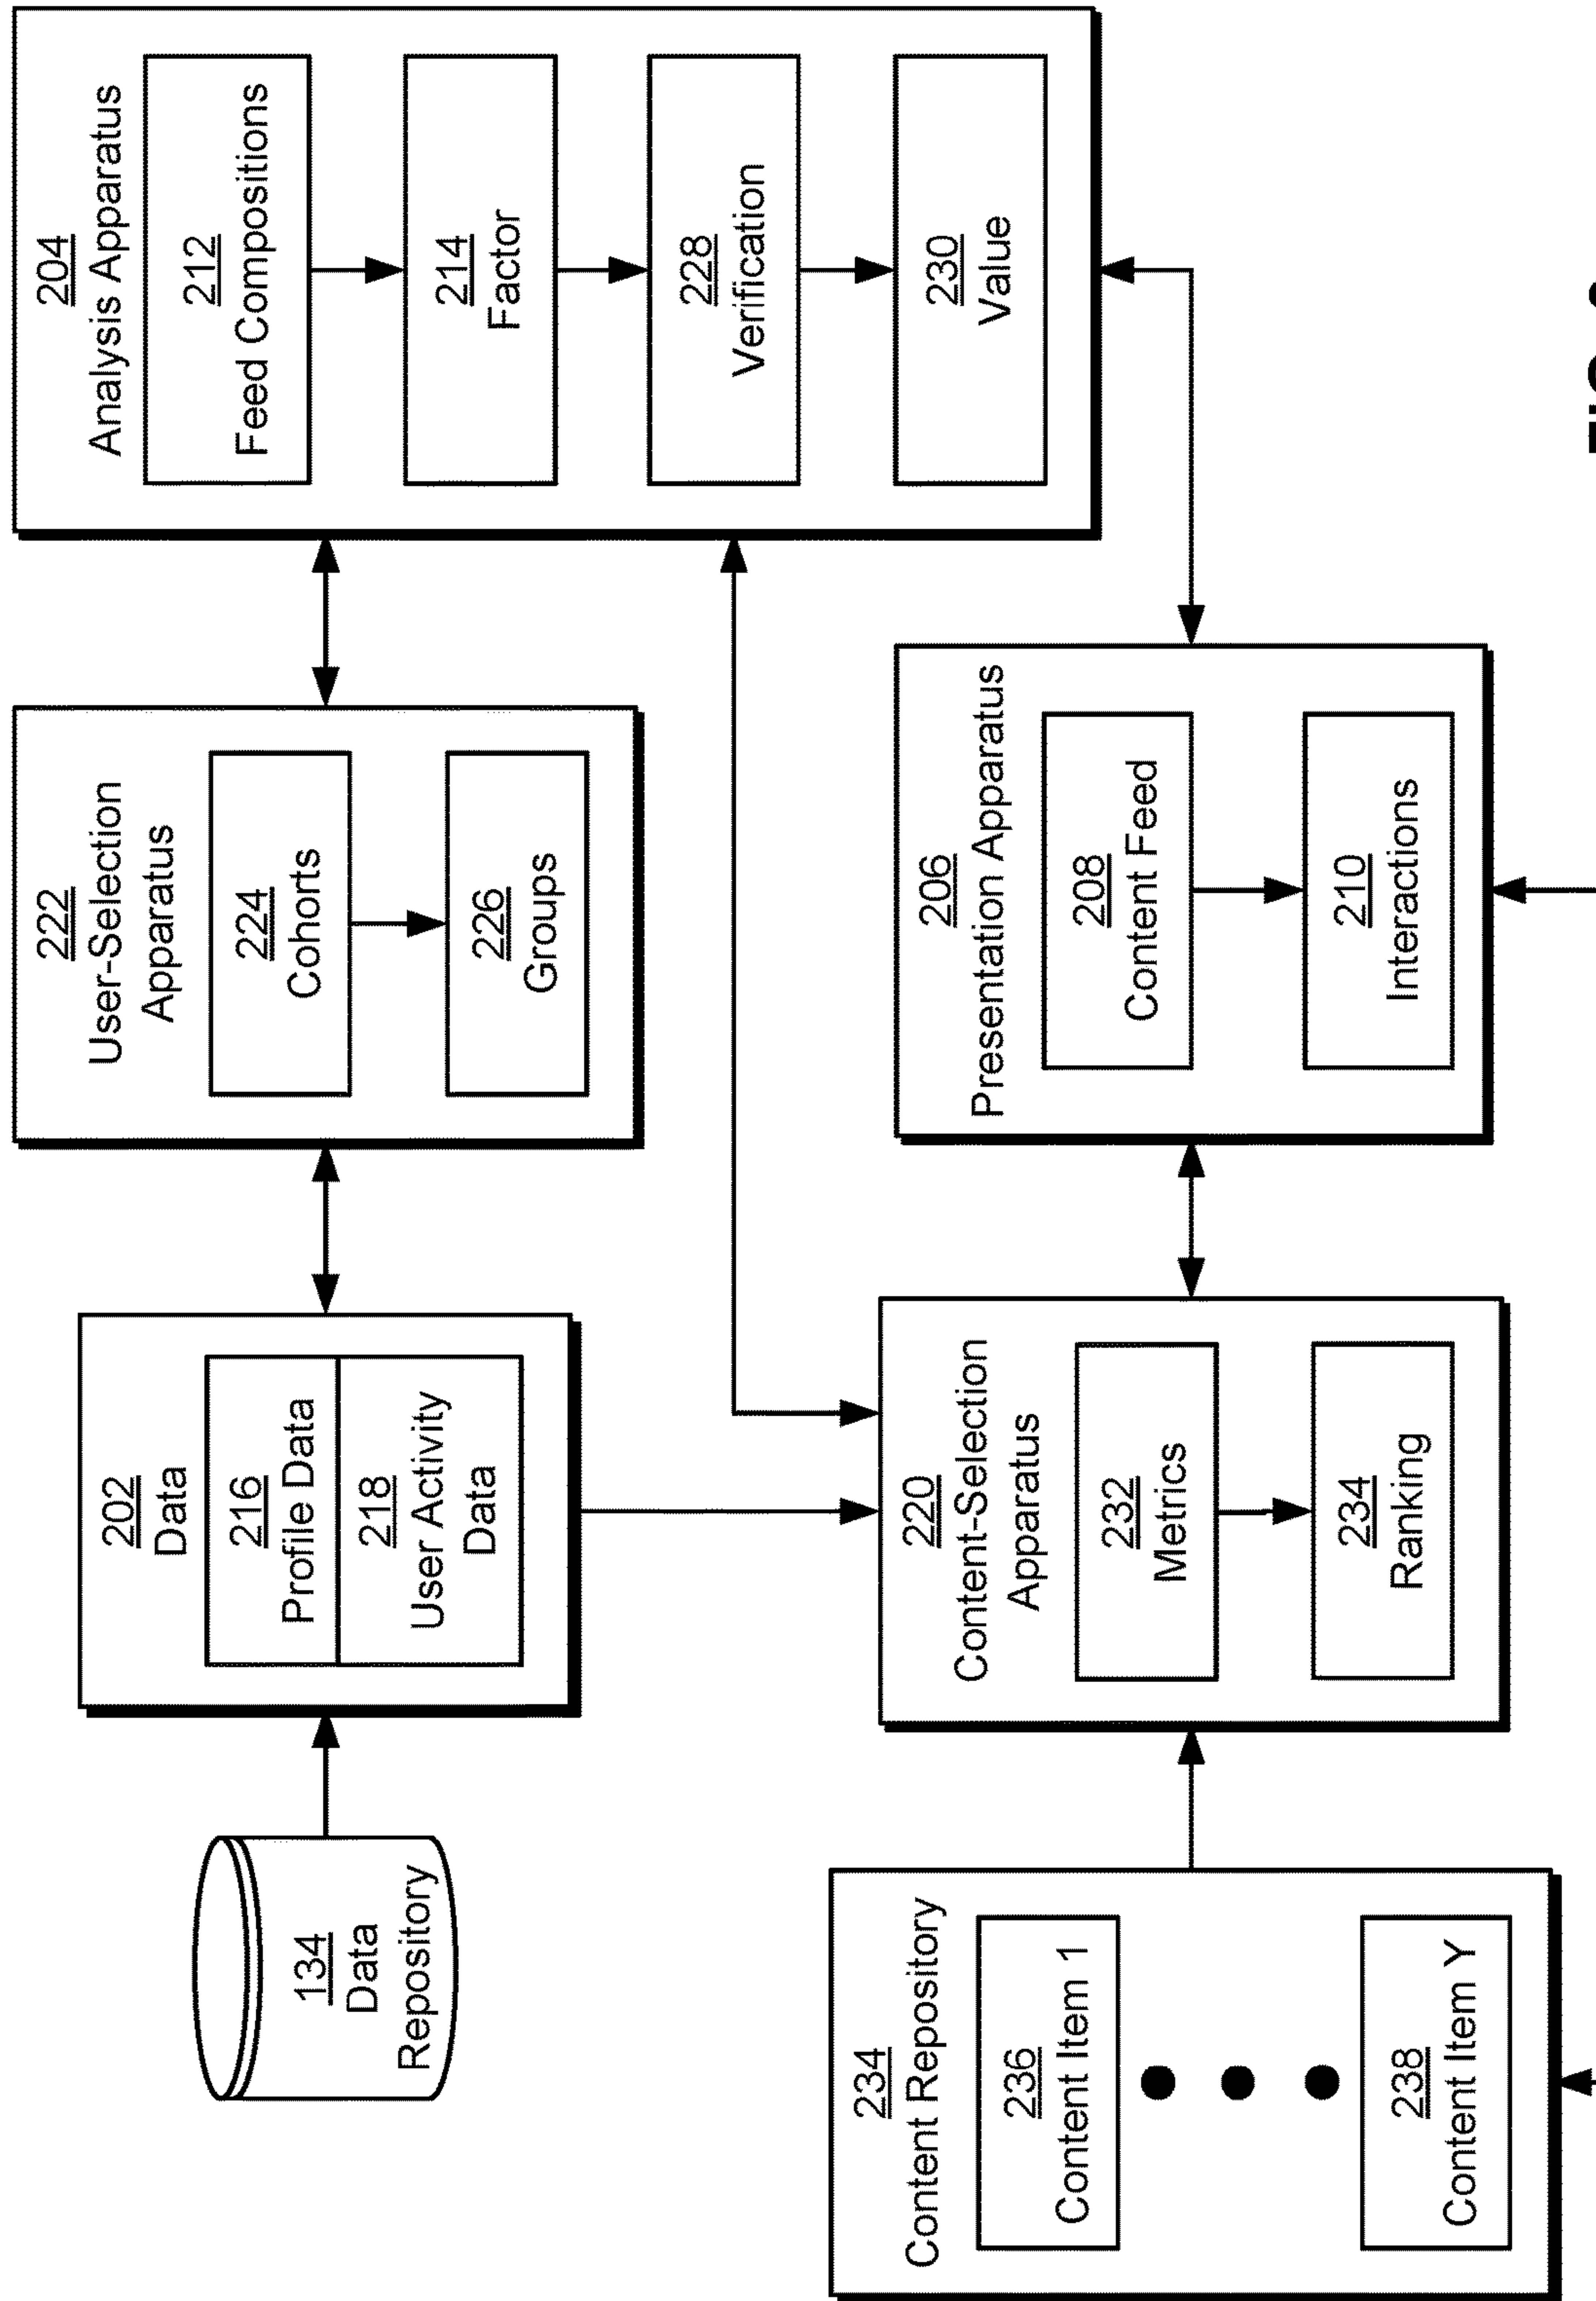 134
Data
Repository
202
Data
216
Profile Data
218
User Activity
Data
222
User-Selection
Apparatus
224
Cohorts
226
Groups
204
Analysis Apparatus
212
Feed Compositions
214
Factor
228
Verification
230
Value
234
Content Repository
236
Content Item 1
238
Content Item Y
220
Content-Selection
Apparatus
232
Metrics
234
Ranking
206
Presentation Apparatus
208
Content Feed
210
Interactions